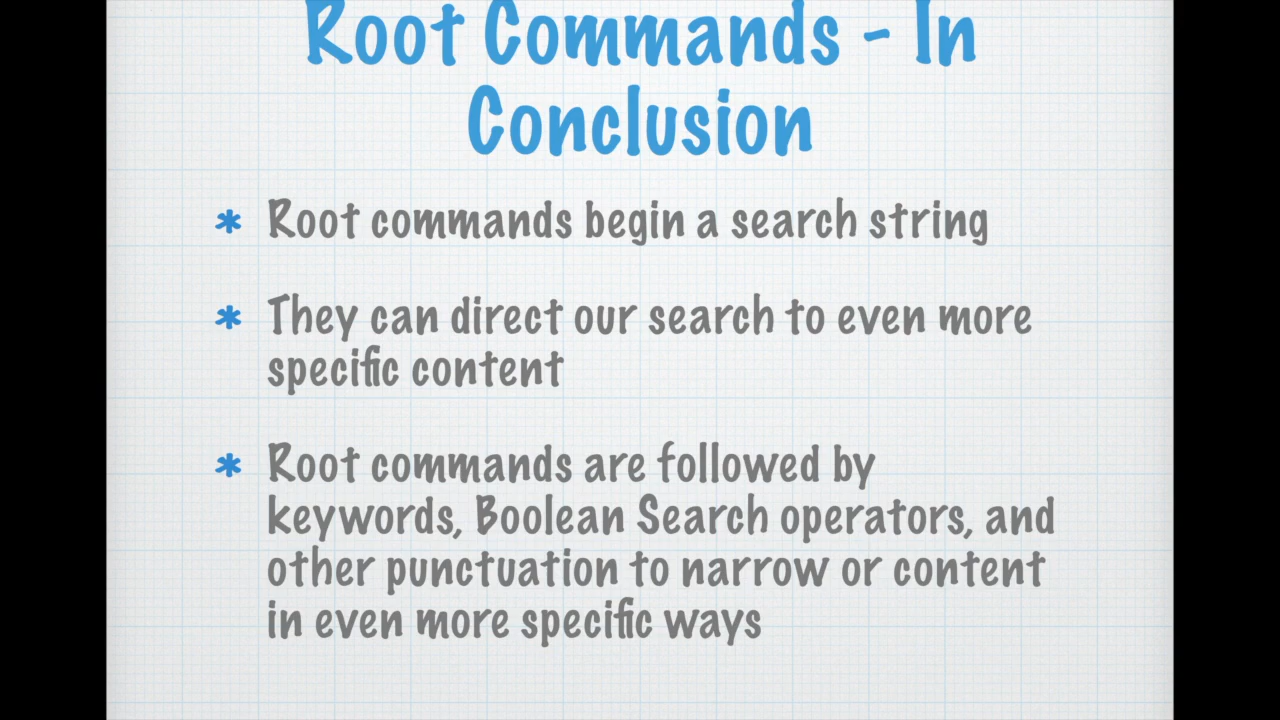 Root Commands - In
Conclusion
* Root commands begin a search string
* They can direct our search to even more
specific content
* Root commands are followed by
keywords, Boolean Search operators, and
other punctuation to narrow or content
in even more specific ways